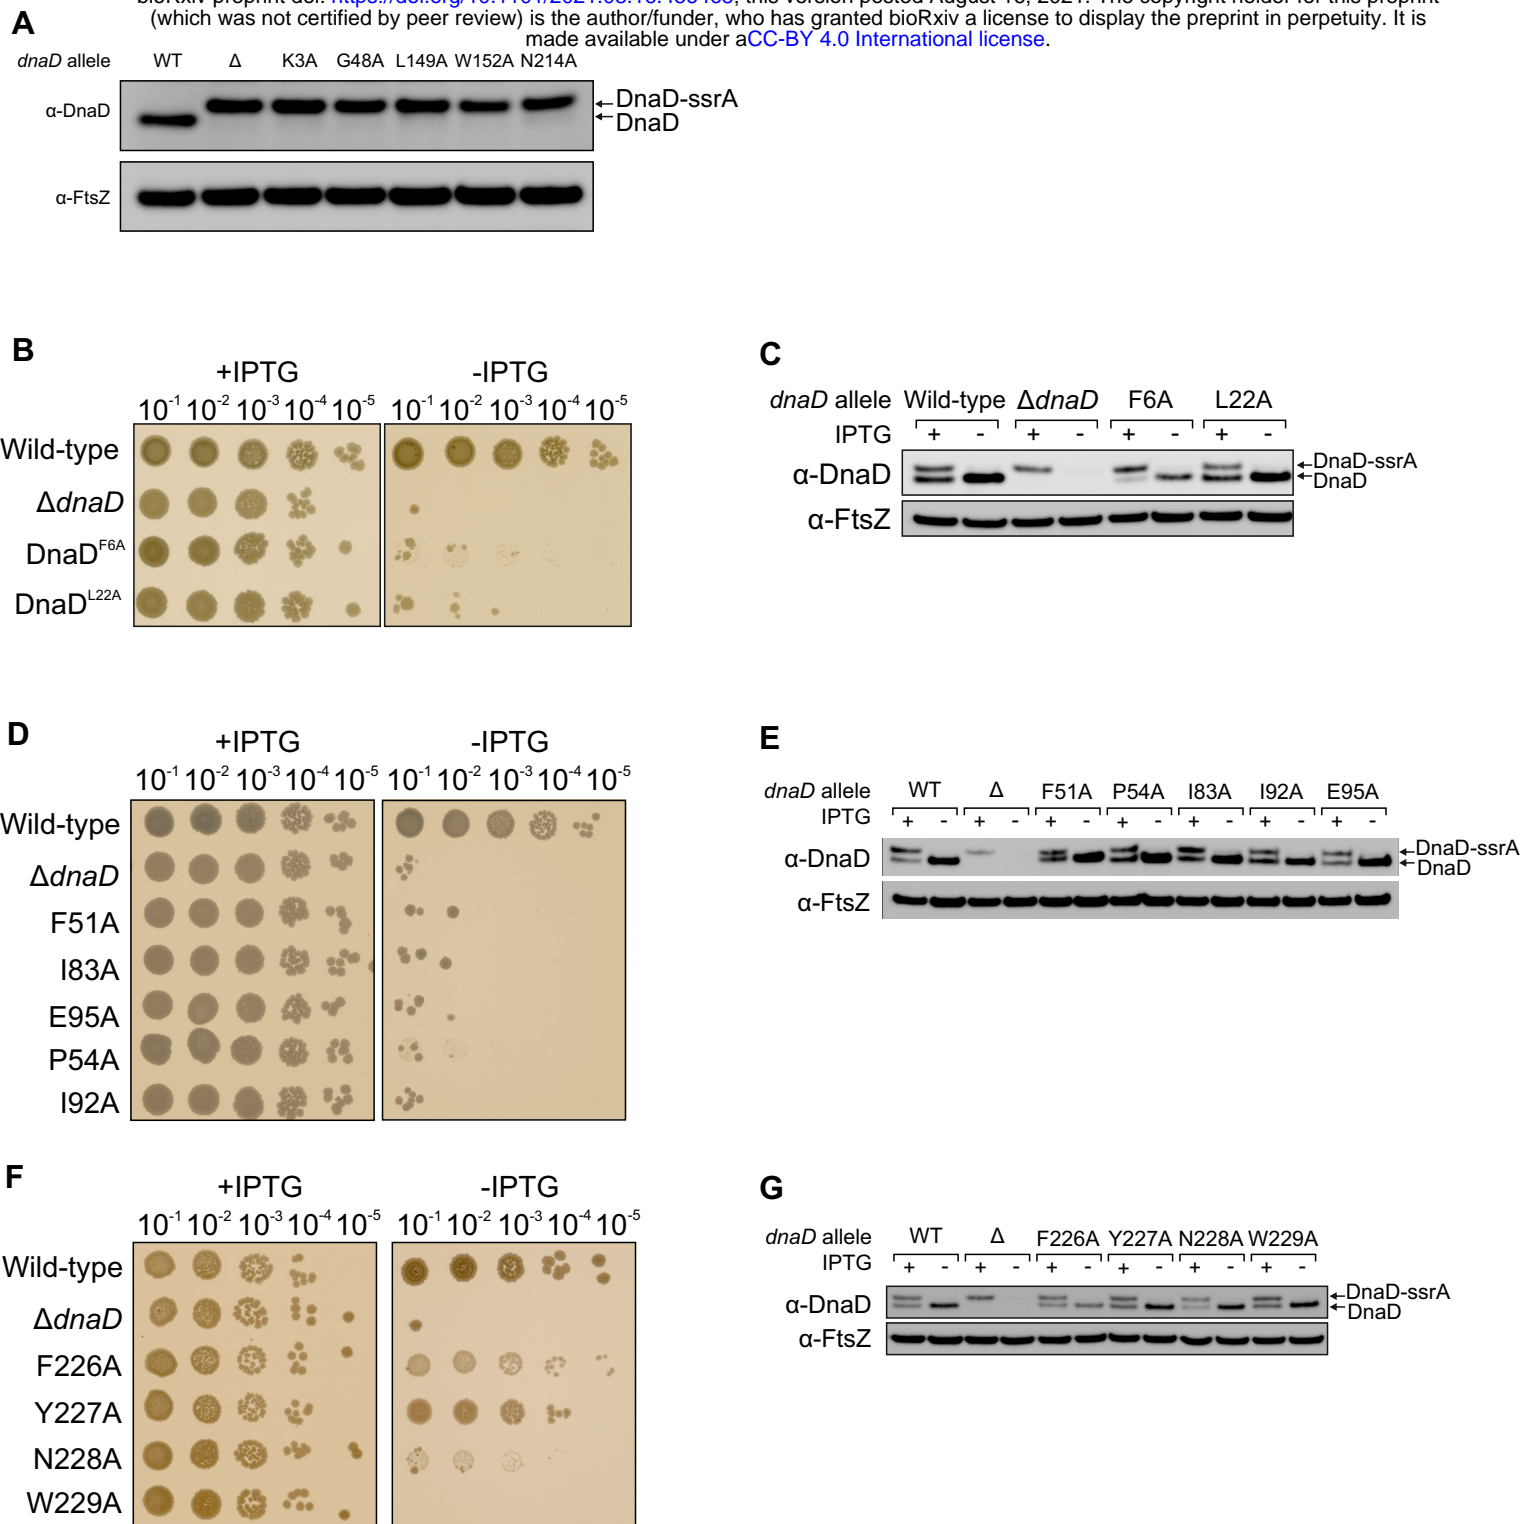 (which was not certified by peer review) is the author/funder, who has granted bioRxiv a license to display the preprint in perpetuity. It is
made available under aCC-BY 4.0 International license.
A
dnaD allele WT Δ K3A G48A L149A W152A N214A
α-DnaD
DnaD-ssrA
DnaD
α-FtsZ
B
+IPTG -IPTG
10-1 10-2 10-3 10-4 10-5 10-1 10-2 10-3 10-4 10-5
Wild-type
ΔdnaD
DnaDF6A
DnaDL22A
C
dnaD allele Wild-type ΔdnaD F6A L22A
IPTG + - + - + - + -
α-DnaD
DnaD-ssrA
DnaD
α-FtsZ
D
+IPTG -IPTG
10-1 10-2 10-3 10-4 10-5 10-1 10-2 10-3 10-4 10-5
Wild-type
ΔdnaD
F51A
I83A
E95A
P54A
I92A
E
dnaD allele WT Δ F51A P54A I83A I92A E95A
IPTG + - + - + - + - + - + - + -
α-DnaD
DnaD-ssrA
DnaD
α-FtsZ
F
+IPTG -IPTG
10-1 10-2 10-3 10-4 10-5 10-1 10-2 10-3 10-4 10-5
Wild-type
ΔdnaD
F226A
Y227A
N228A
W229A
G
dnaD allele WT Δ F226A Y227A N228A W229A
IPTG + - + - + - + - + - + -
α-DnaD
DnaD-ssrA
DnaD
α-FtsZ